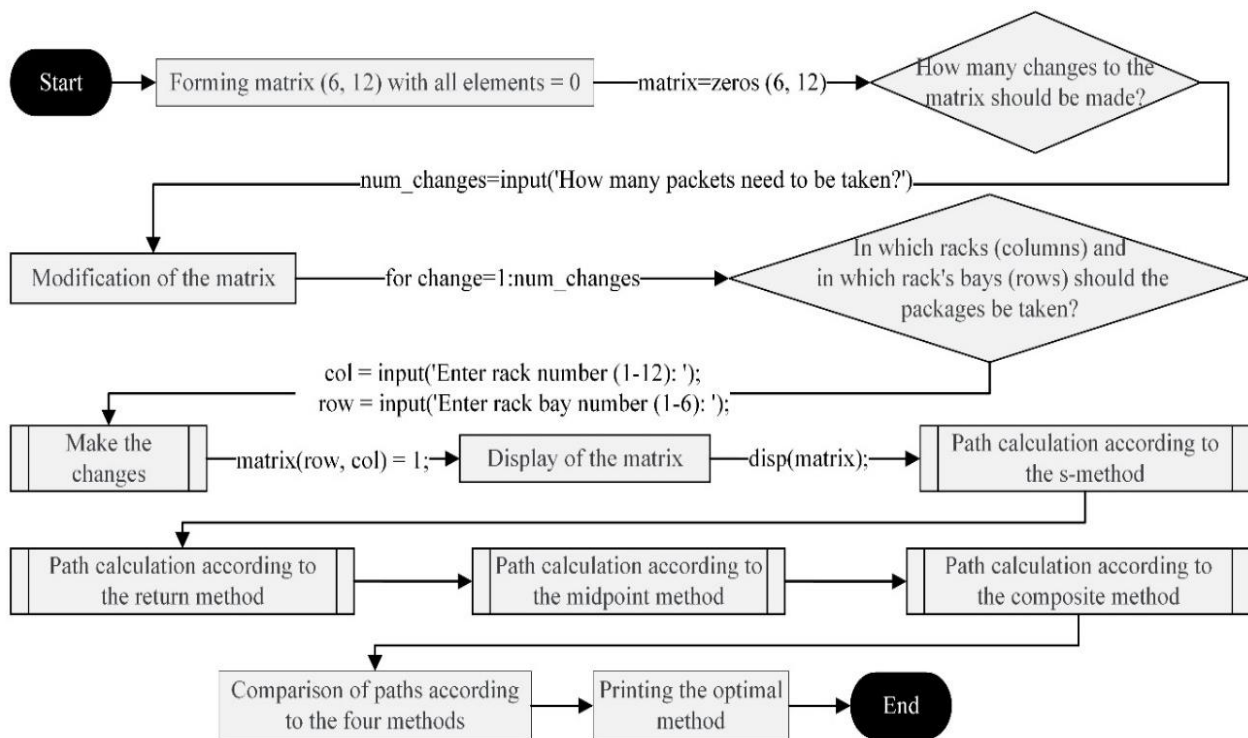 Start
Forming matrix (6, 12) with all elements = 0
matrix=zeros (6, 12)
How many changes to the
matrix should be made?
num_changes=input('How many packets need to be taken?')
Modification of the matrix
for change=1:num_changes
In which racks (columns) and
in which rack's bays (rows) should the
packages be taken?
col = input('Enter rack number (1-12): ');
row = input('Enter rack bay number (1-6): ');
Make the
changes
matrix(row, col) = 1;
Display of the matrix
disp(matrix);
Path calculation according to
the s-method
Path calculation according to
the return method
Path calculation according to
the midpoint method
Path calculation according to
the composite method
Comparison of paths according
to the four methods
Printing the optimal
method
End